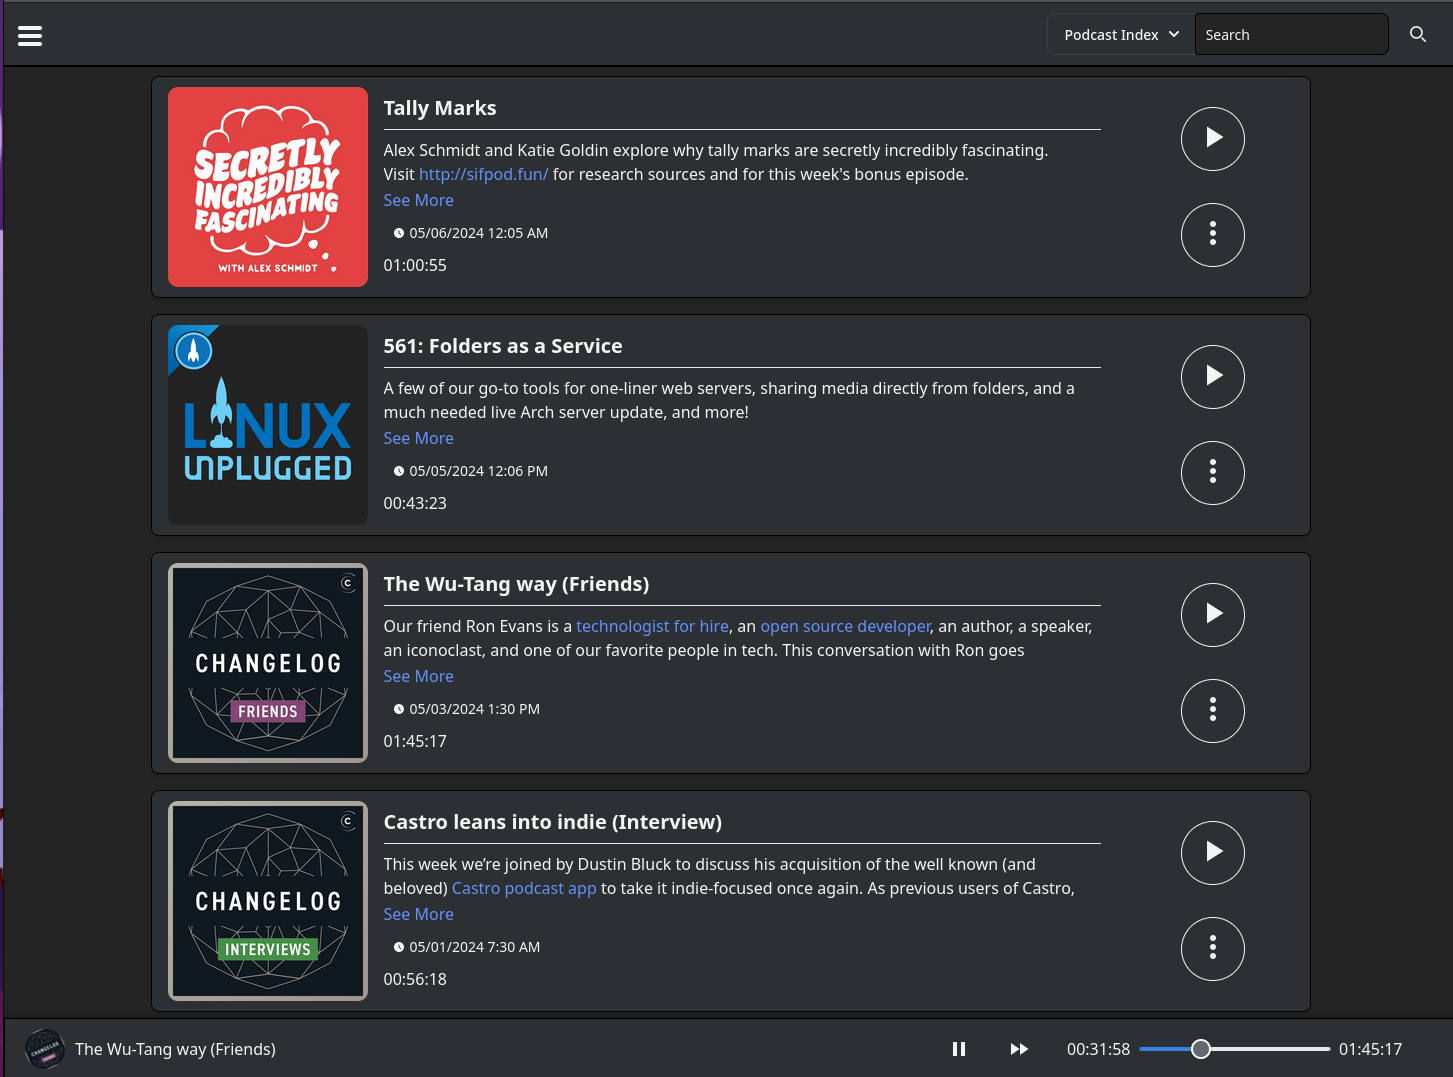 Podcast Index
Search
SECRETLY
INCREDIBLY
FASCINATING
WITH ALEX SCHMIDT
Tally Marks
Alex Schmidt and Katie Goldin explore why tally marks are secretly incredibly fascinating.
Visit http://sifpod.fun/ for research sources and for this week's bonus episode.
See More
05/06/2024 12:05 AM
01:00:55
LINUX
UNPLUGGED
561: Folders as a Service
A few of our go-to tools for one-liner web servers, sharing media directly from folders, and a
much needed live Arch server update, and more!
See More
05/05/2024 12:06 PM
00:43:23
C
CHANGELOG
FRIENDS
The Wu-Tang way (Friends)
Our friend Ron Evans is a technologist for hire, an open source developer, an author, a speaker,
an iconoclast, and one of our favorite people in tech. This conversation with Ron goes
See More
05/03/2024 1:30 PM
01:45:17
C
CHANGELOG
INTERVIEWS
Castro leans into indie (Interview)
This week we’re joined by Dustin Bluck to discuss his acquisition of the well known (and
beloved) Castro podcast app to take it indie-focused once again. As previous users of Castro,
See More
05/01/2024 7:30 AM
00:56:18
CHANGELOG
The Wu-Tang way (Friends)
00:31:58
01:45:17